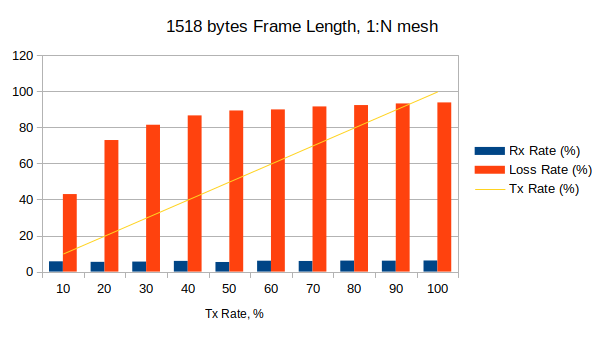 1518 bytes Frame Length, 1:N mesh
120
100
80
60
40
20
0
10 20 30 40 50 60 70 80 90 100
Tx Rate, %
Rx Rate (%)
Loss Rate (%)
Tx Rate (%)